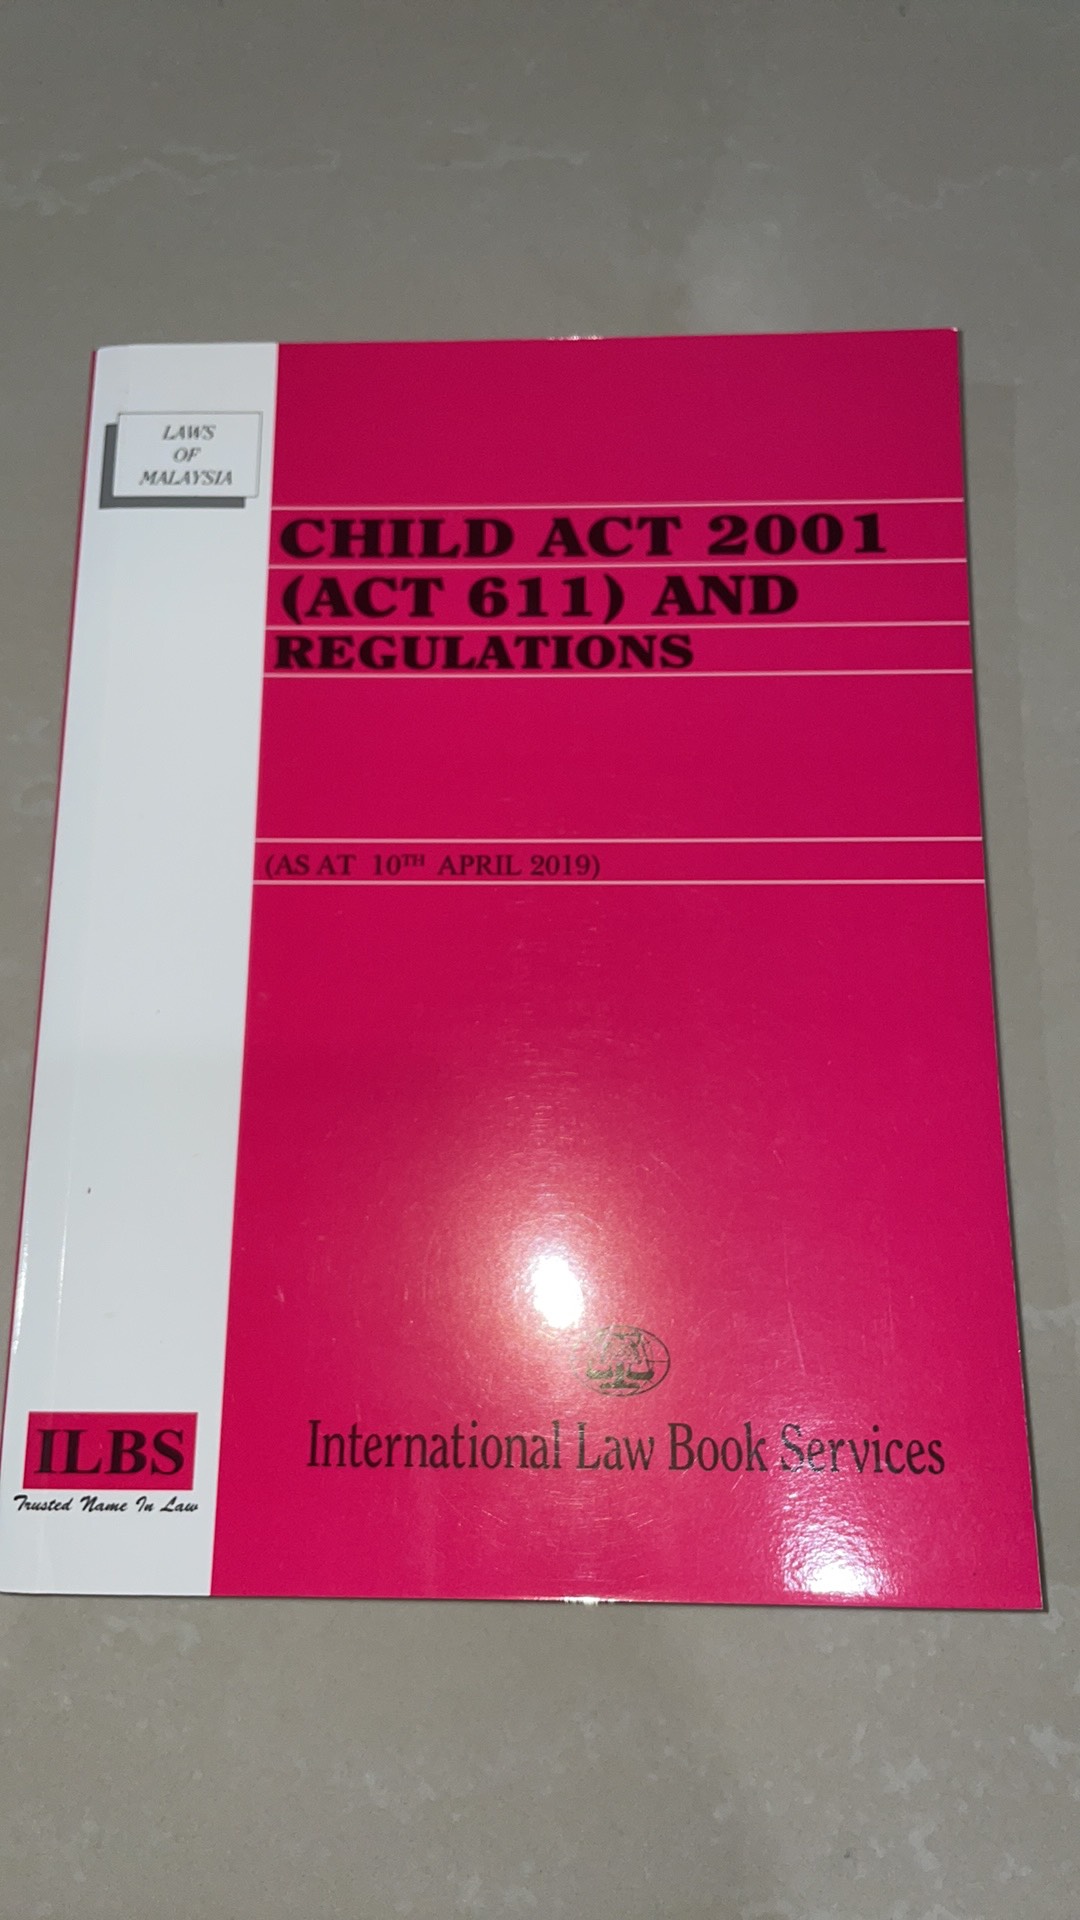 LAWS
OF
MALAYSIA
CHILD ACT 2001
(ACT 611) AND
REGULATIONS
(AS AT 10TH APRIL 2019)
International Law Book Services
ILBS
Trusted Name In Law